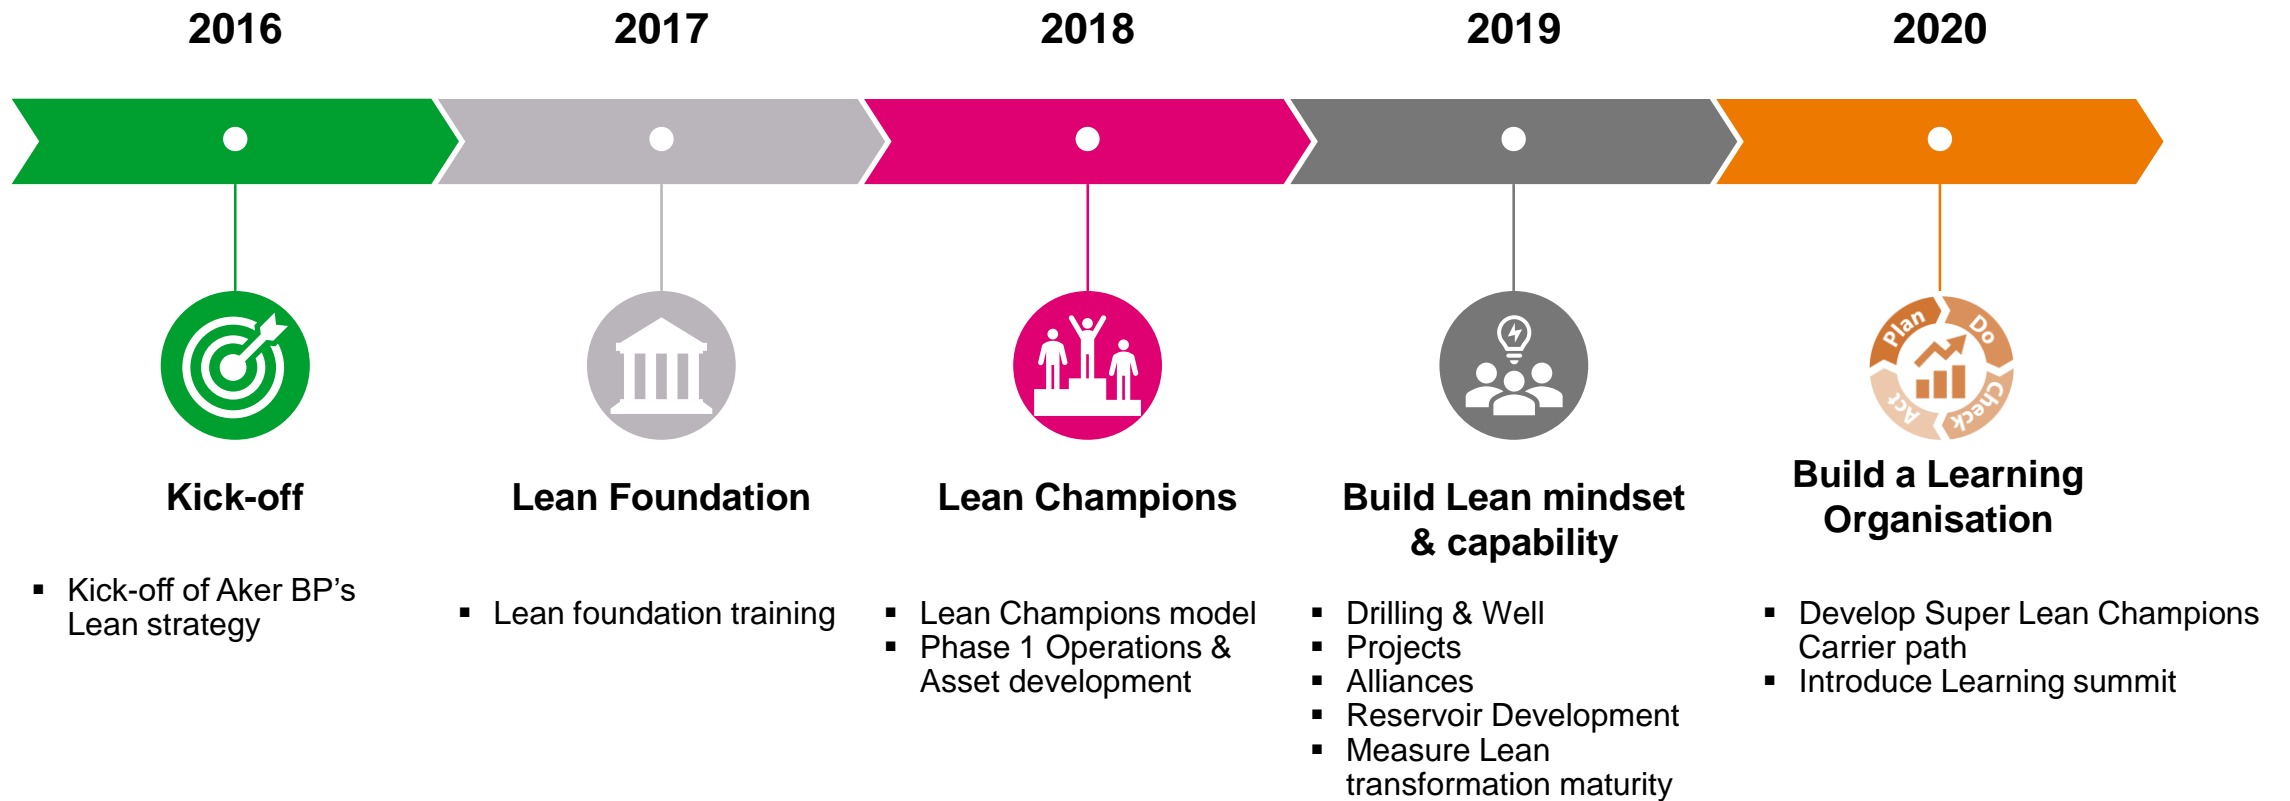 2016
2017
2018
2019
2020
Plan
Do
Check
Act
Kick-off
▪ Kick-off of Aker BP’s
Lean strategy
Lean Foundation
▪ Lean foundation training
Lean Champions
▪ Lean Champions model
▪ Phase 1 Operations &
Asset development
Build Lean mindset
& capability
▪ Drilling & Well
▪ Projects
▪ Alliances
▪ Reservoir Development
▪ Measure Lean
transformation maturity
Build a Learning
Organisation
▪ Develop Super Lean Champions
Carrier path
▪ Introduce Learning summit